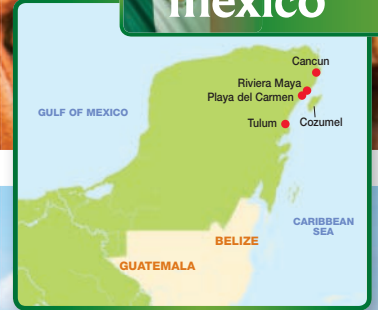 mexico
Cancun
Riviera Maya
Playa del Carmen
GULF OF MEXICO
Tulum
Cozumel
CARIBBEAN
SEA
BELIZE
GUATEMALA